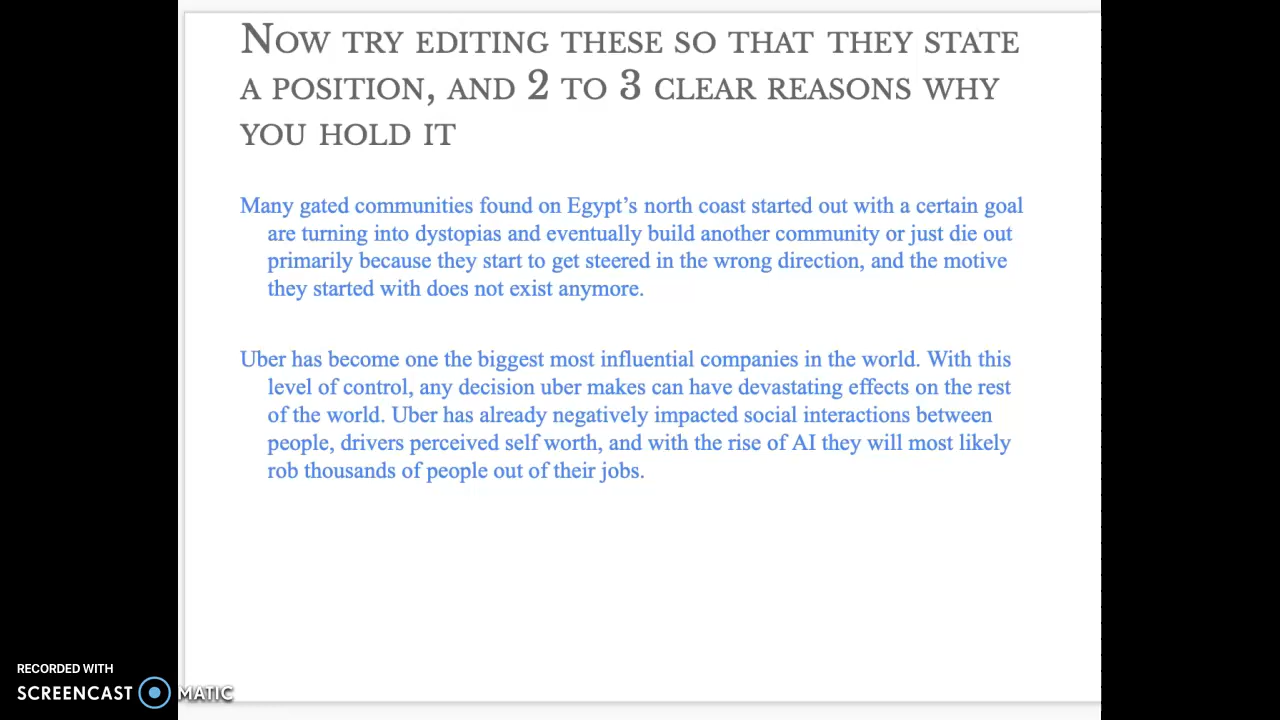 Now try editing these so that they state
a position, and 2 to 3 clear reasons why
you hold it
Many gated communities found on Egypt’s north coast started out with a certain goal
are turning into dystopias and eventually build another community or just die out
primarily because they start to get steered in the wrong direction, and the motive
they started with does not exist anymore.
Uber has become one the biggest most influential companies in the world. With this
level of control, any decision uber makes can have devastating effects on the rest
of the world. Uber has already negatively impacted social interactions between
people, drivers perceived self worth, and with the rise of AI they will most likely
rob thousands of people out of their jobs.
RECORDED WITH
SCREENCAST MATIC